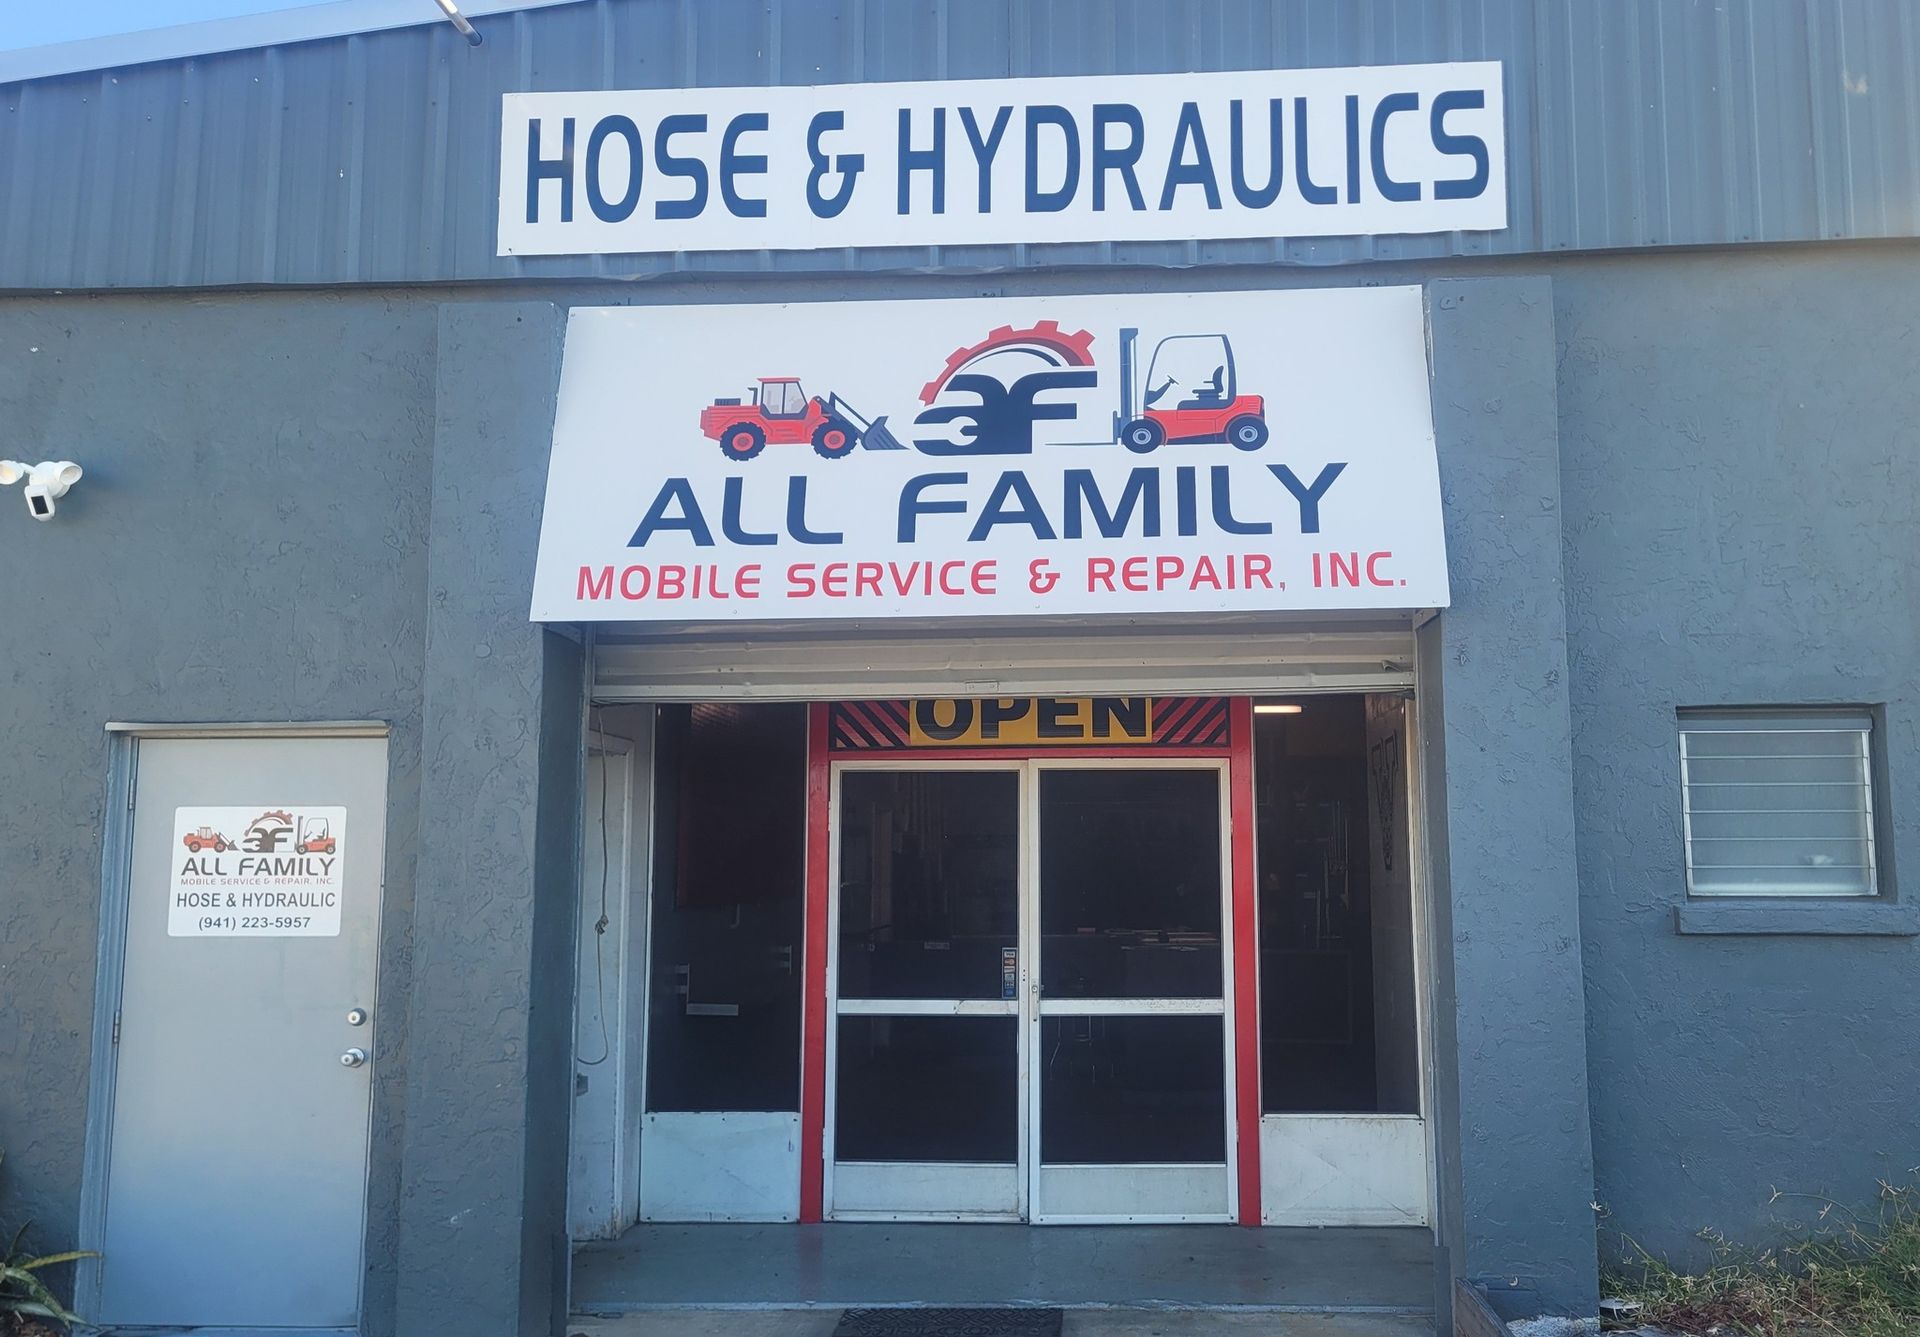 HOSE & HYDRAULICS
ALL FAMILY
MOBILE SERVICE & REPAIR, INC.
OPEN
ALL FAMILY
MOBILE SERVICE & REPAIR, INC.
HOSE & HYDRAULIC
(941) 223-5957